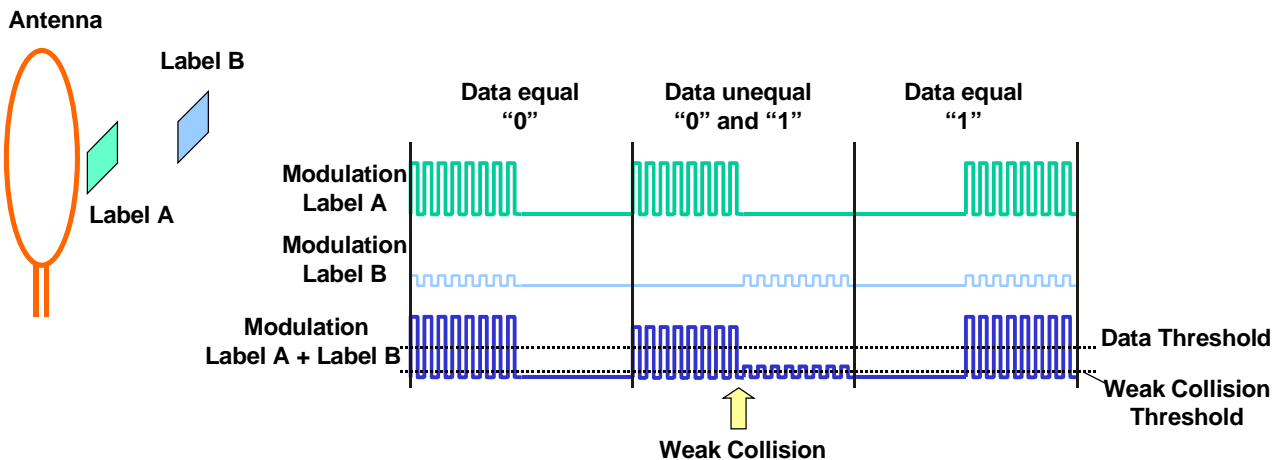 Antenna
Label B
Label A
Data equal
“0”
Data unequal
“0” and “1”
Data equal
“1”
Modulation
Label A
Modulation
Label B
Modulation
Label A + Label B
Data Threshold
Weak Collision
Threshold
Weak Collision